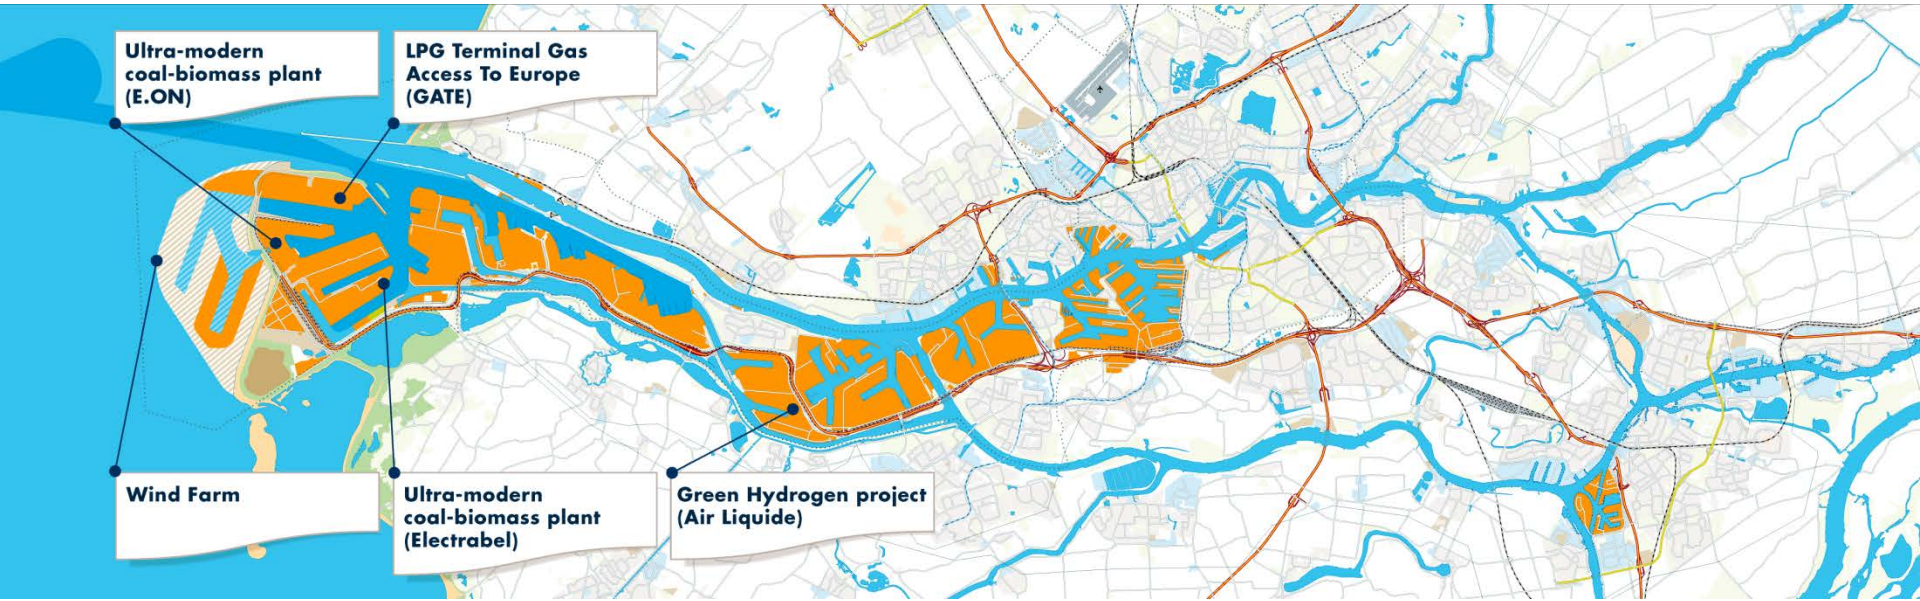 Ultra-modern
coal-biomass plant
(E.ON)
LPG Terminal Gas
Access To Europe
(GATE)
Wind Farm
Ultra-modern
coal-biomass plant
(Electrabel)
Green Hydrogen project
(Air Liquide)